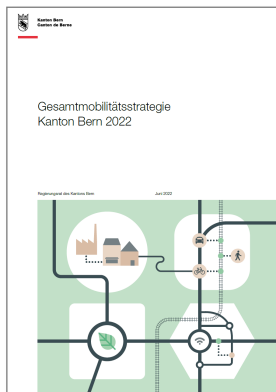 Kanton Bern
Canton de Berne
Gesamtmobilitätsstrategie
Kanton Bern 2022
Regierungsrat des Kantons Bern
Juni 2022